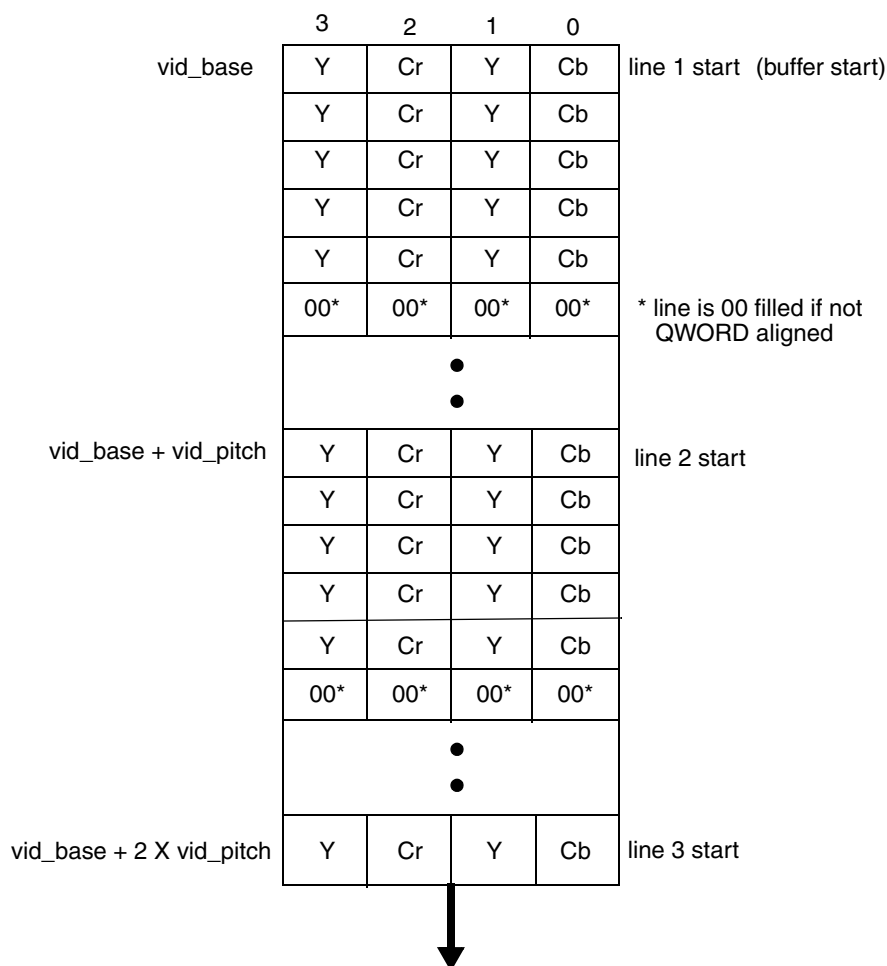 3 2 1 0
vid_base Y Cr Y Cb line 1 start (buffer start)
Y Cr Y Cb
Y Cr Y Cb
Y Cr Y Cb
Y Cr Y Cb
00* 00* 00* 00* * line is 00 filled if not
QWORD aligned
vid_base + vid_pitch Y Cr Y Cb line 2 start
Y Cr Y Cb
Y Cr Y Cb
Y Cr Y Cb
Y Cr Y Cb
00* 00* 00* 00*
vid_base + 2 X vid_pitch Y Cr Y Cb line 3 start